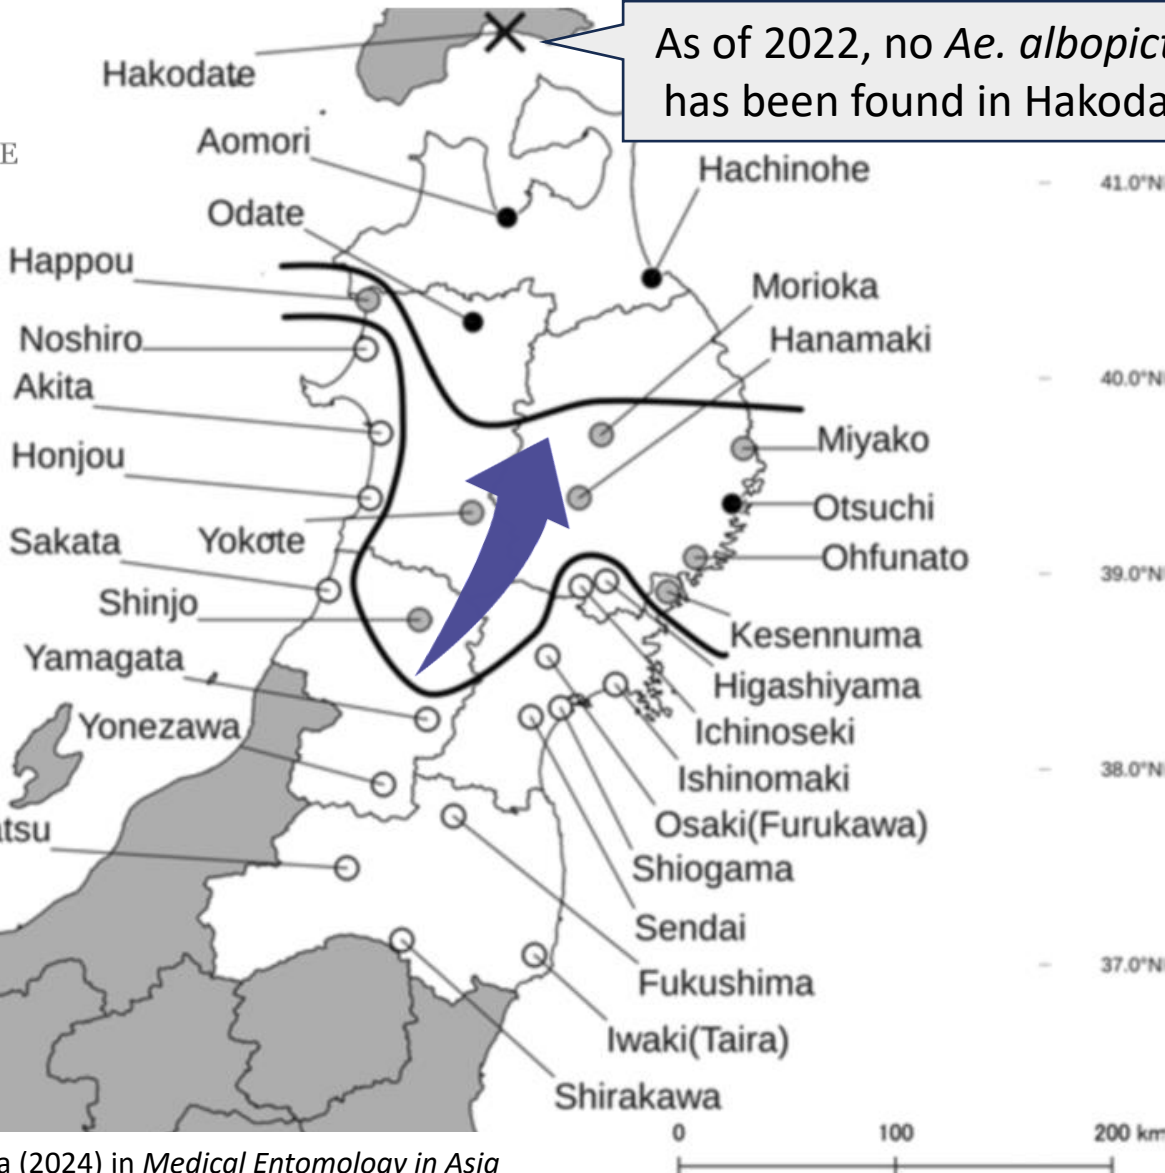 As of 2022, no Ae. albopict
has been found in Hakoda
Hakodate
E
Aomori
Hachinohe
41.0°N
Odate
Happou
Morioka
Noshiro
Hanamaki
Akita
40.0°N
Honjou
Miyako
Otsuchi
Sakata
Yokote
Ohfunato
39.0°N
Shinjo
Kesennuma
Yamagata
Higashiyama
Yonezawa
Ichinoseki
Ishinomaki
38.0°N
atsu
Osaki(Furukawa)
Shiogama
Sendai
37.0°N
Fukushima
Iwaki(Taira)
Shirakawa
0 100 200 km
a (2024) in Medical Entomology in Asia